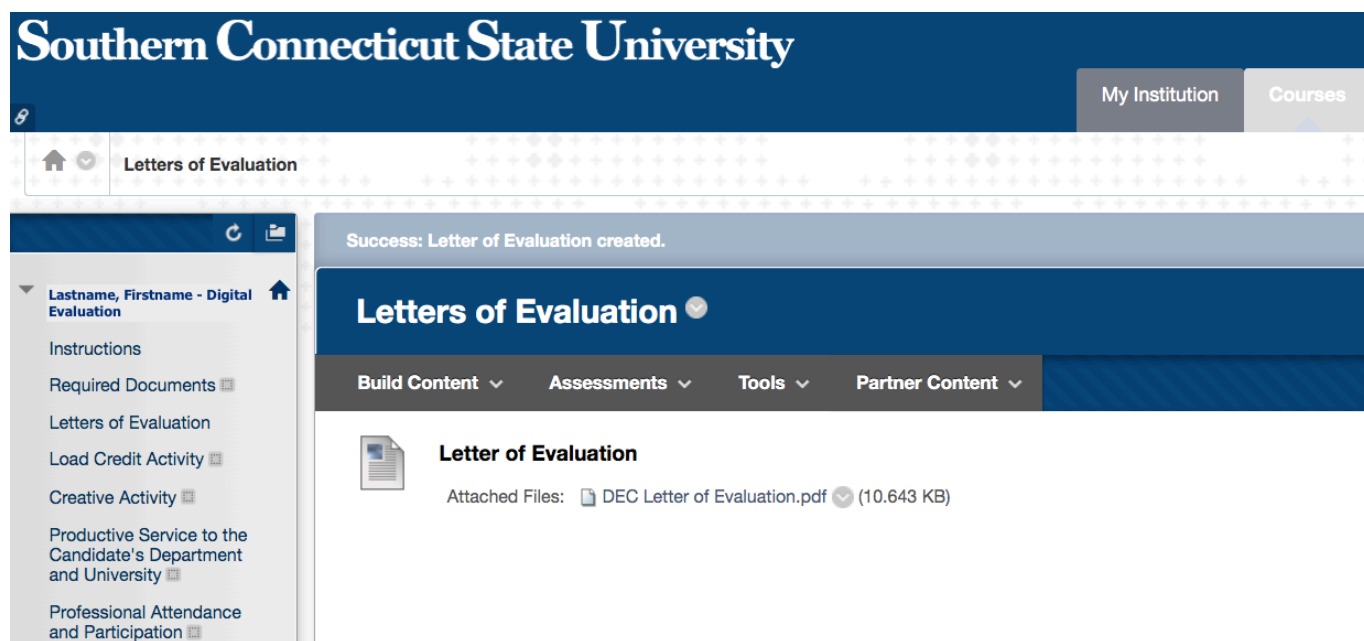 Southern Connecticut State University
My Institution
Courses
Letters of Evaluation
Success: Letter of Evaluation created.
Lastname, Firstname - Digital
Evaluation
Instructions
Required Documents
Letters of Evaluation
Load Credit Activity
Creative Activity
Productive Service to the
Candidate's Department
and University
Professional Attendance
and Participation
Letters of Evaluation
Build Content
Assessments
Tools
Partner Content
Letter of Evaluation
Attached Files: DEC Letter of Evaluation.pdf (10.643 KB)